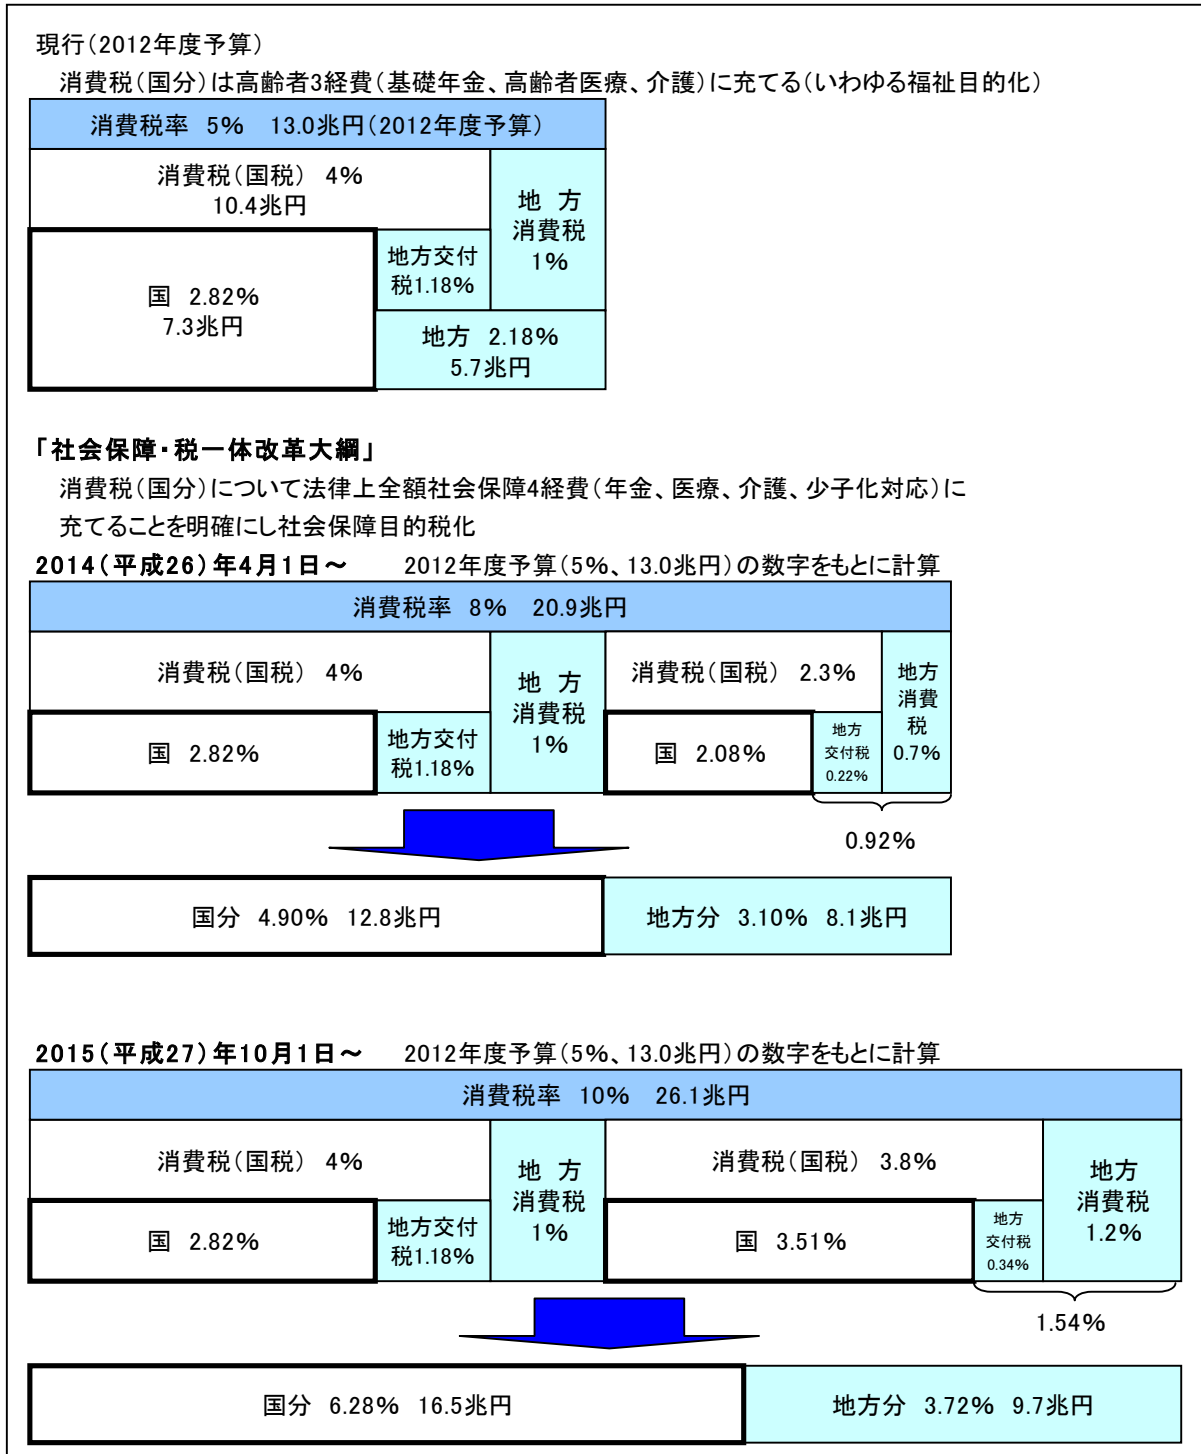 現行(2012年度予算)
消費税(国分)は高齢者3経費(基礎年金、高齢者医療、介護)に充てる(いわゆる福祉目的化)
消費税率 5% 13.0兆円(2012年度予算)
消費税(国税) 4%
10.4兆円
地 方
消費税
1%
地方交付
税1.18%
国 2.82%
7.3兆円
地方 2.18%
5.7兆円
「社会保障・税一体改革大綱」
消費税(国分)について法律上全額社会保障4経費(年金、医療、介護、少子化対応)に
充てることを明確にし社会保障目的税化
2014(平成26)年4月1日~ 2012年度予算(5%、13.0兆円)の数字をもとに計算
消費税率 8% 20.9兆円
消費税(国税) 4%
地 方
消費税
1%
消費税(国税) 2.3%
地方
消費
税
0.7%
国 2.82%
地方交付
税1.18%
国 2.08%
地方
交付税
0.22%
0.92%
国分 4.90% 12.8兆円
地方分 3.10% 8.1兆円
2015(平成27)年10月1日~ 2012年度予算(5%、13.0兆円)の数字をもとに計算
消費税率 10% 26.1兆円
消費税(国税) 4%
地 方
消費税
1%
消費税(国税) 3.8%
地方
消費税
1.2%
国 2.82%
地方交付
税1.18%
国 3.51%
地方
交付税
0.34%
1.54%
国分 6.28% 16.5兆円
地方分 3.72% 9.7兆円